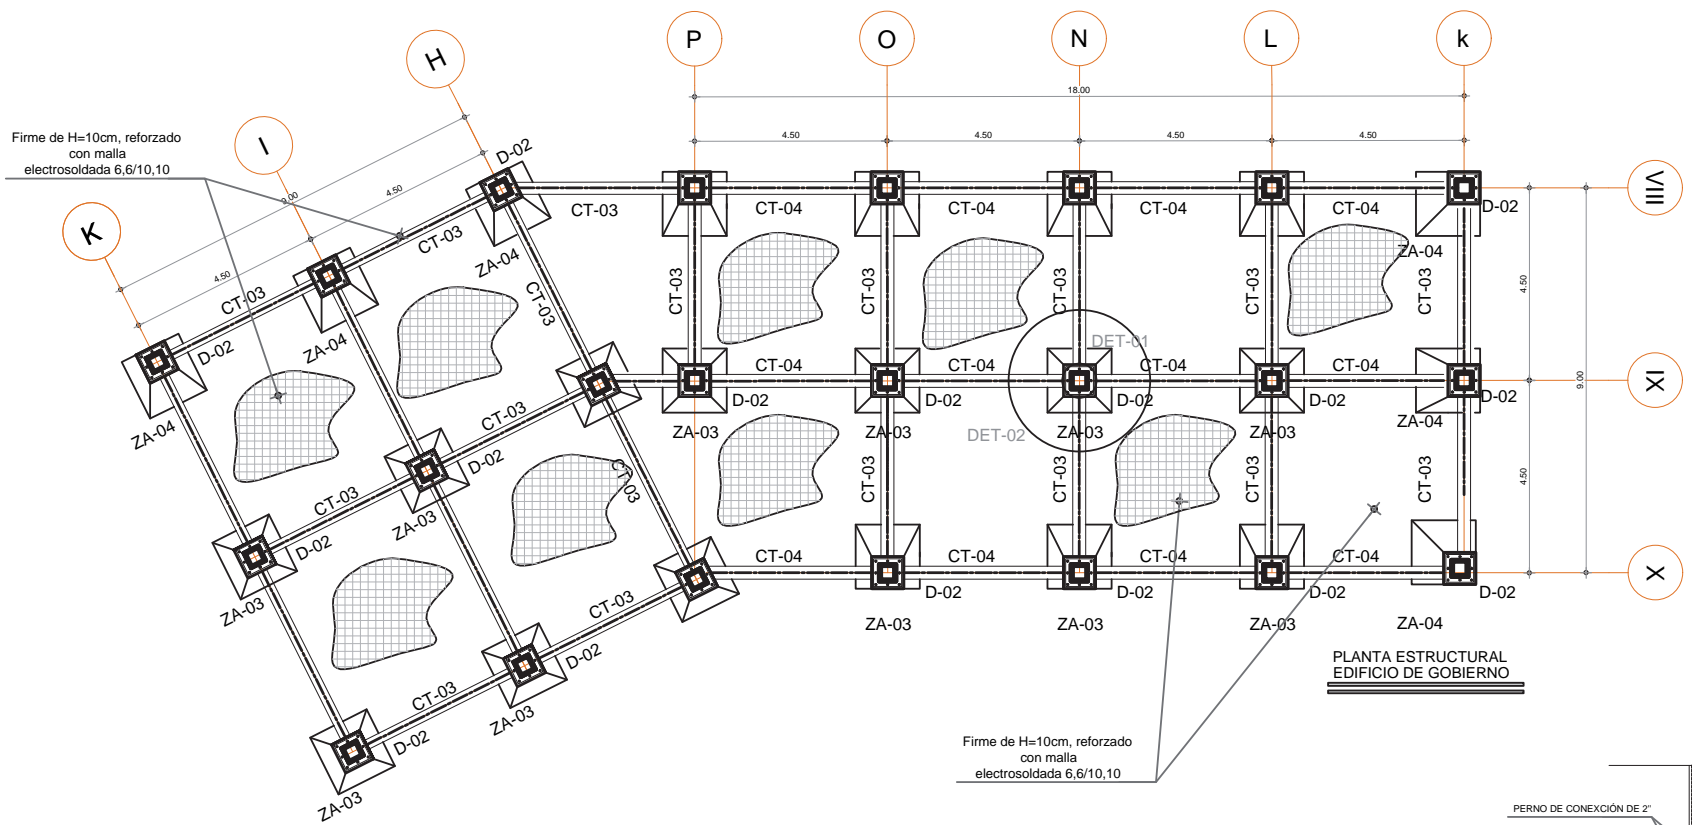 P
O
N
L
k
H
I
K
18.00
4.50
4.50
4.50
4.50
Firme de H=10cm, reforzado
con malla
electrosoldada 6,6/10,10
9.00
4.50
4.50
D-02
VIII
CT-03
CT-04
CT-04
CT-04
CT-04
D-02
CT-03
ZA-04
ZA-04
CT-03
CT-03
CT-03
CT-03
CT-03
CT-03
CT-03
4.50
CT-03
D-02
ZA-04
DET-01
CT-04
CT-04
CT-04
CT-04
IX
9.00
D-02
D-02
D-02
D-02
D-02
ZA-04
ZA-04
ZA-03
ZA-03
ZA-03
ZA-03
DET-02
CT-03
D-02
CT-03
CT-03
CT-03
CT-03
CT-03
CT-03
4.50
ZA-03
D-02
CT-04
CT-04
CT-04
CT-04
X
D-02
D-02
D-02
D-02
ZA-03
CT-03
ZA-03
ZA-03
ZA-03
ZA-04
D-02
CT-03
ZA-03
D-02
ZA-03
PLANTA ESTRUCTURAL
EDIFICIO DE GOBIERNO
Firme de H=10cm, reforzado
con malla
electrosoldada 6,6/10,10
PERNO DE CONEXCIÓN DE 2"